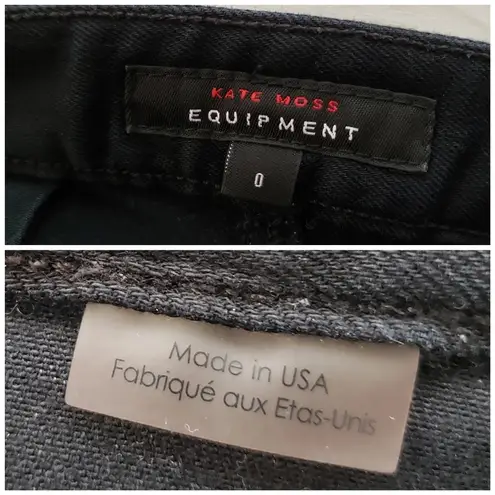 KATE MOSS
EQUIPMENT
0
Made in USA
Fabriqué aux Etas-Unis